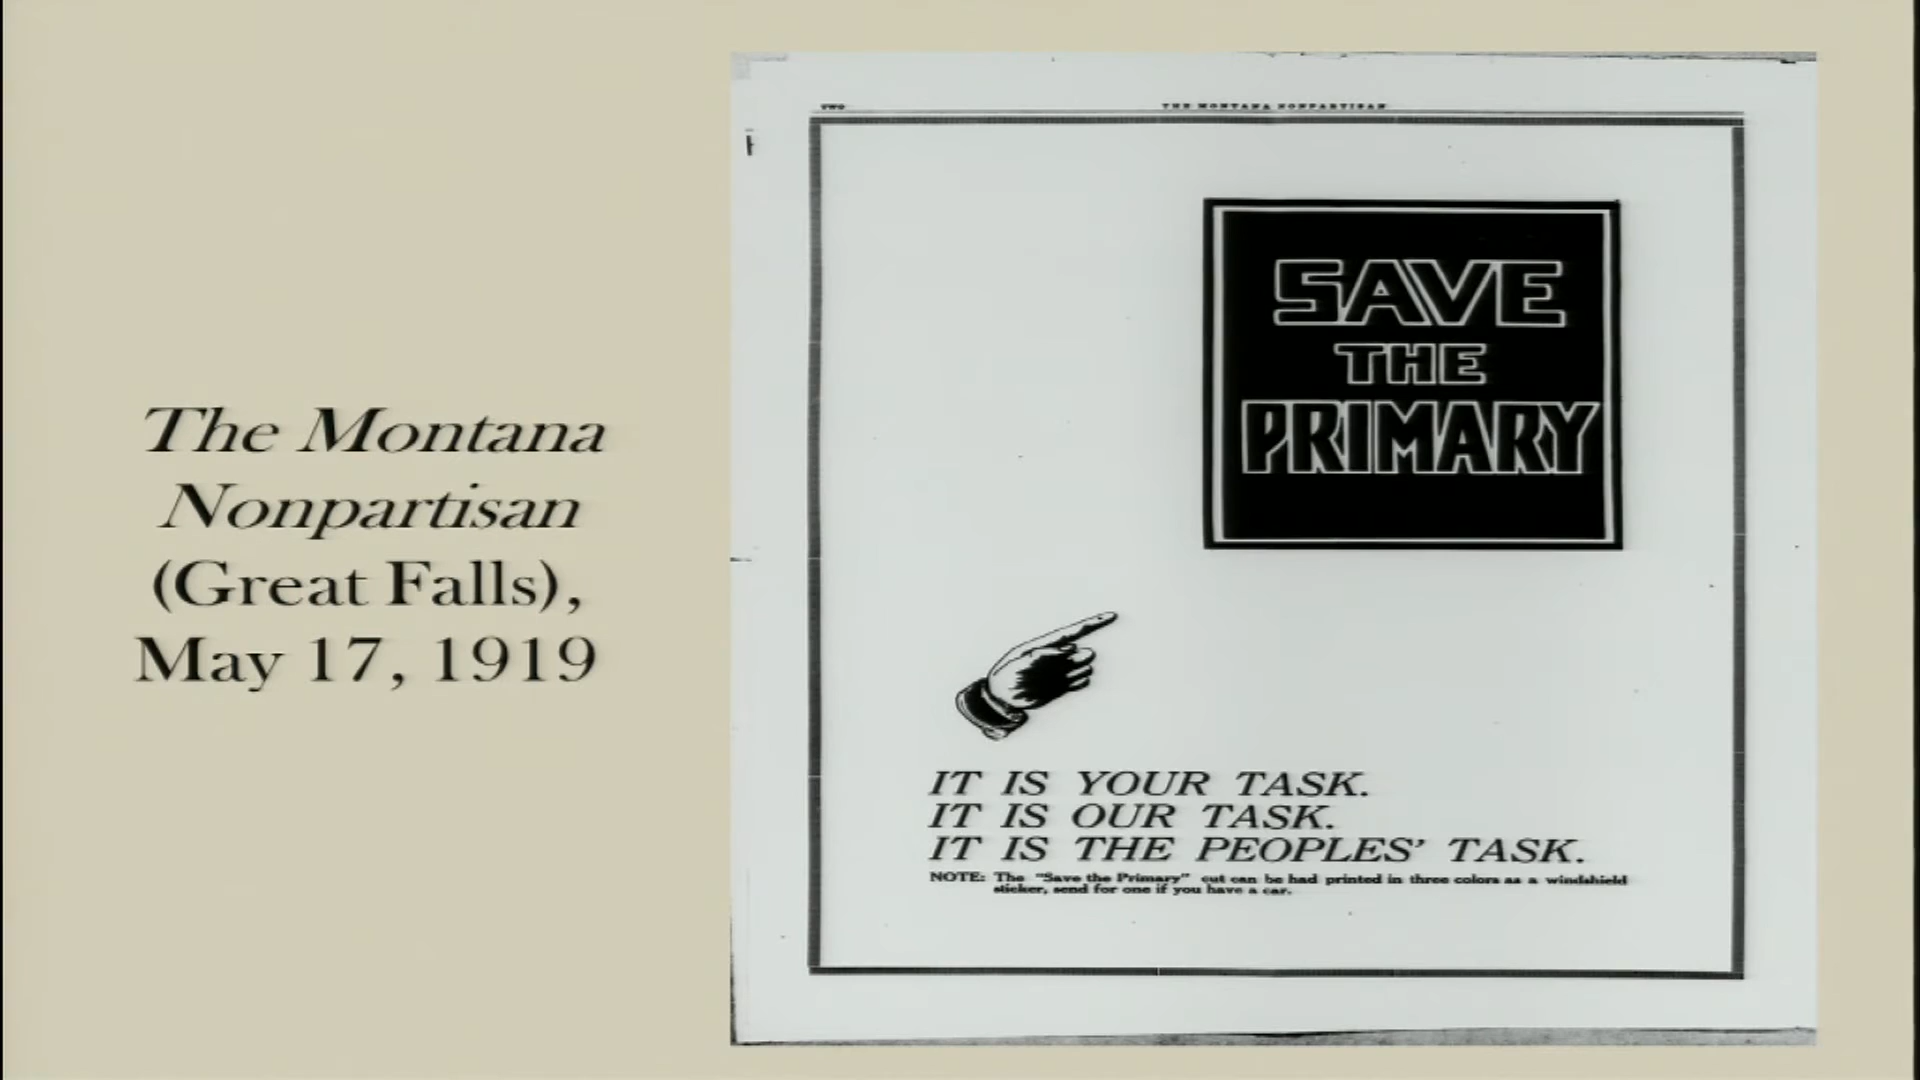 The Montana
Nonpartisan
(Great Falls),
May 17, 1919
TWO
THE MONTANA NONPARTISAN
SAVE
THE
PRIMARY
IT IS YOUR TASK.
IT IS OUR TASK.
IT IS THE PEOPLES' TASK.
NOTE: The "Save the Primary" cut can be had printed in three colors as a windshield
sticker, send for one if you have a car.